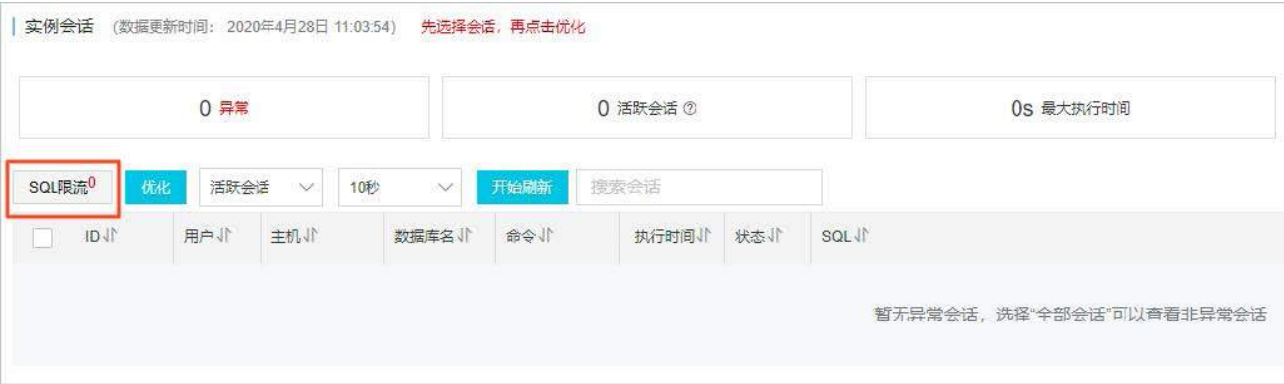 实例会话 (数据更新时间: 2020年4月28日 11:03:54) 先选择会话, 再点击优化
0 异常 0 活跃会话 ? 0s 最大执行时间
SQL限流0 优化 活跃会话 10秒 开始刷新 搜索会话
ID 用户 主机 数据库名 命令 执行时间 状态 SQL
暂无异常会话, 选择“全部会话”可以查看非异常会话